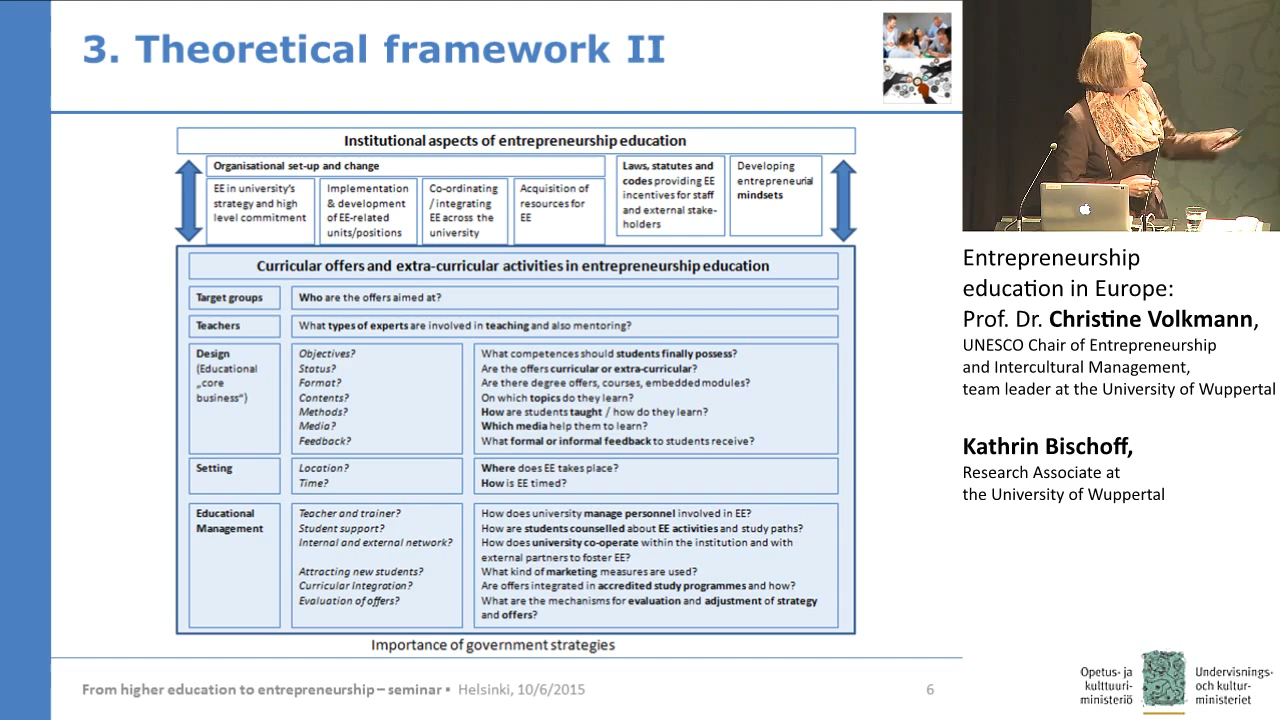 3. Theoretical framework II
Institutional aspects of entrepreneurship education
Organisational set-up and change
EE in university's
strategy and high
level commitment
Implementation
& development
of EE-related
units/positions
Co-ordinating
/ integrating
EE across the
university
Acquisition of
resources for
EE
Laws, statutes and
codes providing EE
incentives for staff
and external stake-
holders
Developing
entrepreneurial
mindsets
Curricular offers and extra-curricular activities in entrepreneurship education
Target groups
Who are the offers aimed at?
Teachers
What types of experts are involved in teaching and also mentoring?
Design
(Educational
„core
business“)
Objectives?
Status?
Format?
Contents?
Methods?
Media?
Feedback?
What competences should students finally possess?
Are the offers curricular or extra-curricular?
Are there degree offers, courses, embedded modules?
On which topics do they learn?
How are students taught / how do they learn?
Which media help them to learn?
What formal or informal feedback to students receive?
Setting
Location?
Time?
Where does EE takes place?
How is EE timed?
Educational
Management
Teacher and trainer?
Student support?
Internal and external network?
Attracting new students?
Curricular Integration?
Evaluation of offers?
How does university manage personnel involved in EE?
How are students counselled about EE activities and study paths?
How does university co-operate within the institution and with
external partners to foster EE?
What kind of marketing measures are used?
Are offers integrated in accredited study programmes and how?
What are the mechanisms for evaluation and adjustment of strategy
and offers?
Importance of government strategies
From higher education to entrepreneurship – seminar ▪ Helsinki, 10/6/2015
6
Entrepreneurship
education in Europe:
Prof. Dr. Christine Volkmann,
UNESCO Chair of Entrepreneurship
and Intercultural Management,
team leader at the University of Wuppertal
Kathrin Bischoff,
Research Associate at
the University of Wuppertal
Opetus- ja
kulttuuri-
ministeriö
Undervisnings-
och kultur-
ministeriet